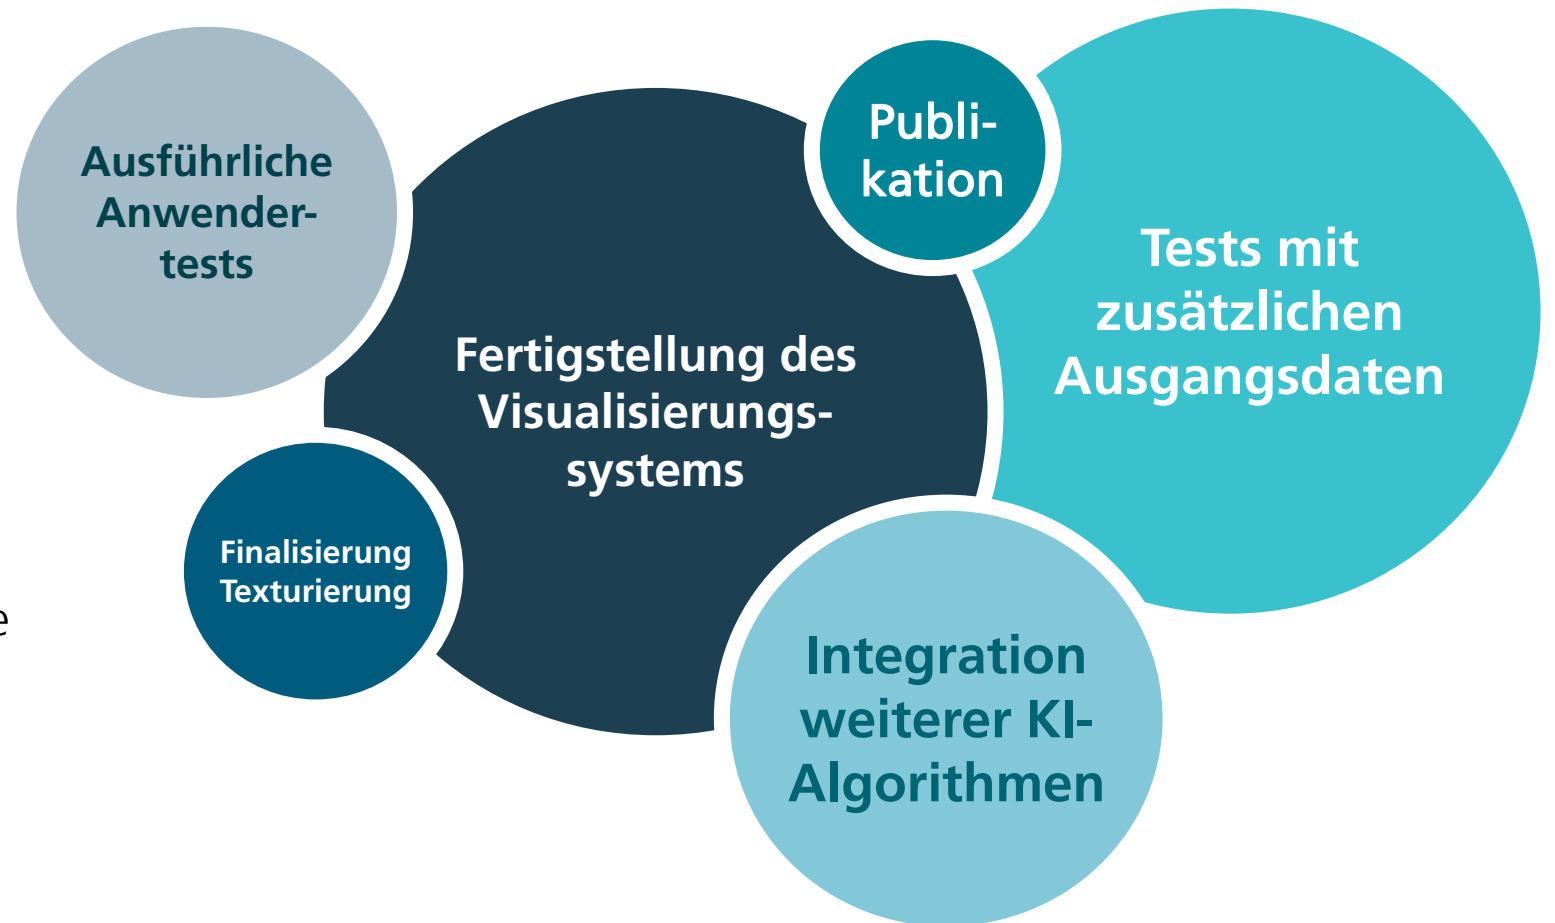 Ausführliche
Anwender-
tests
Publi-
kation
Tests mit
zusätzlichen
Ausgangsdaten
Fertigstellung des
Visualisierungs-
systems
Finalisierung
Texturierung
e
Integration
weiterer KI-
Algorithmen